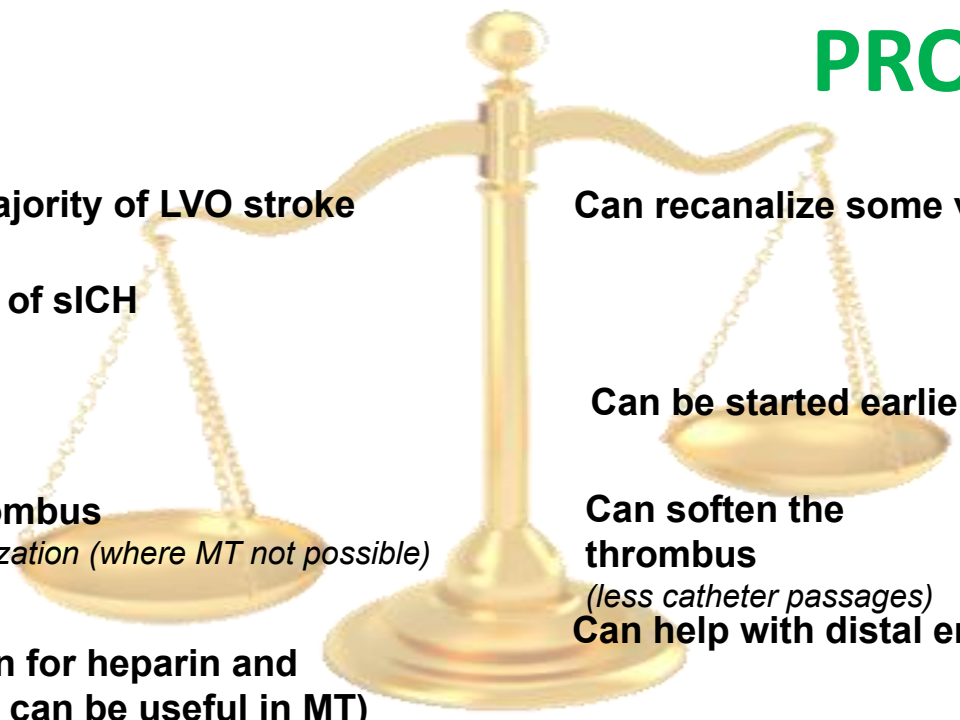 PRO
ajority of LVO stroke
of sICH
ombus
zation (where MT not possible)
n for heparin and
can be useful in MT)
Can recanalize some v
Can be started earlie
Can soften the
thrombus
(less catheter passages)
Can help with distal e